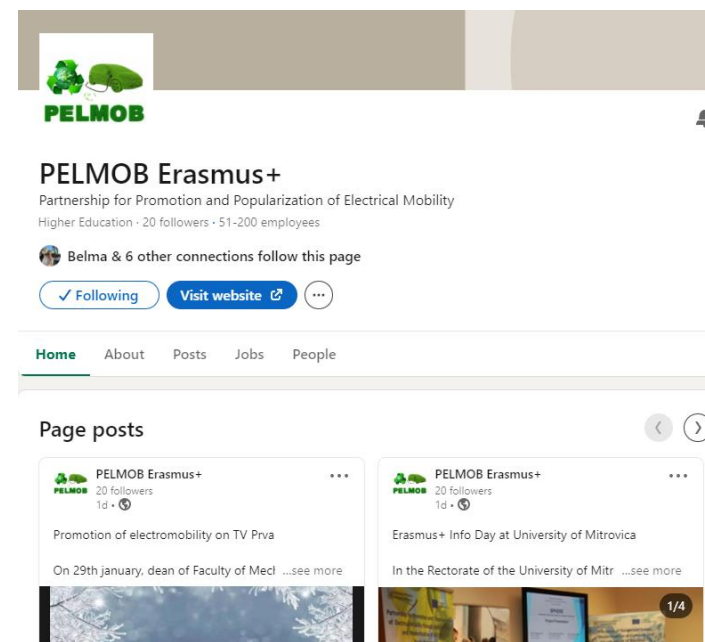 PELMOB
PELMOB Erasmus+
Partnership for Promotion and Popularization of Electrical Mobility
Higher Education · 20 followers · 51-200 employees
Belma & 6 other connections follow this page
✓ Following
Visit website
Home About Posts Jobs People
Page posts
PELMOB
PELMOB Erasmus+
20 followers
1d •
Promotion of electromobility on TV Prva
On 29th january, dean of Faculty of Mecl ...see more
PELMOB
PELMOB Erasmus+
20 followers
1d •
Erasmus+ Info Day at University of Mitrovica
In the Rectorate of the University of Mitr ...see more
1/4